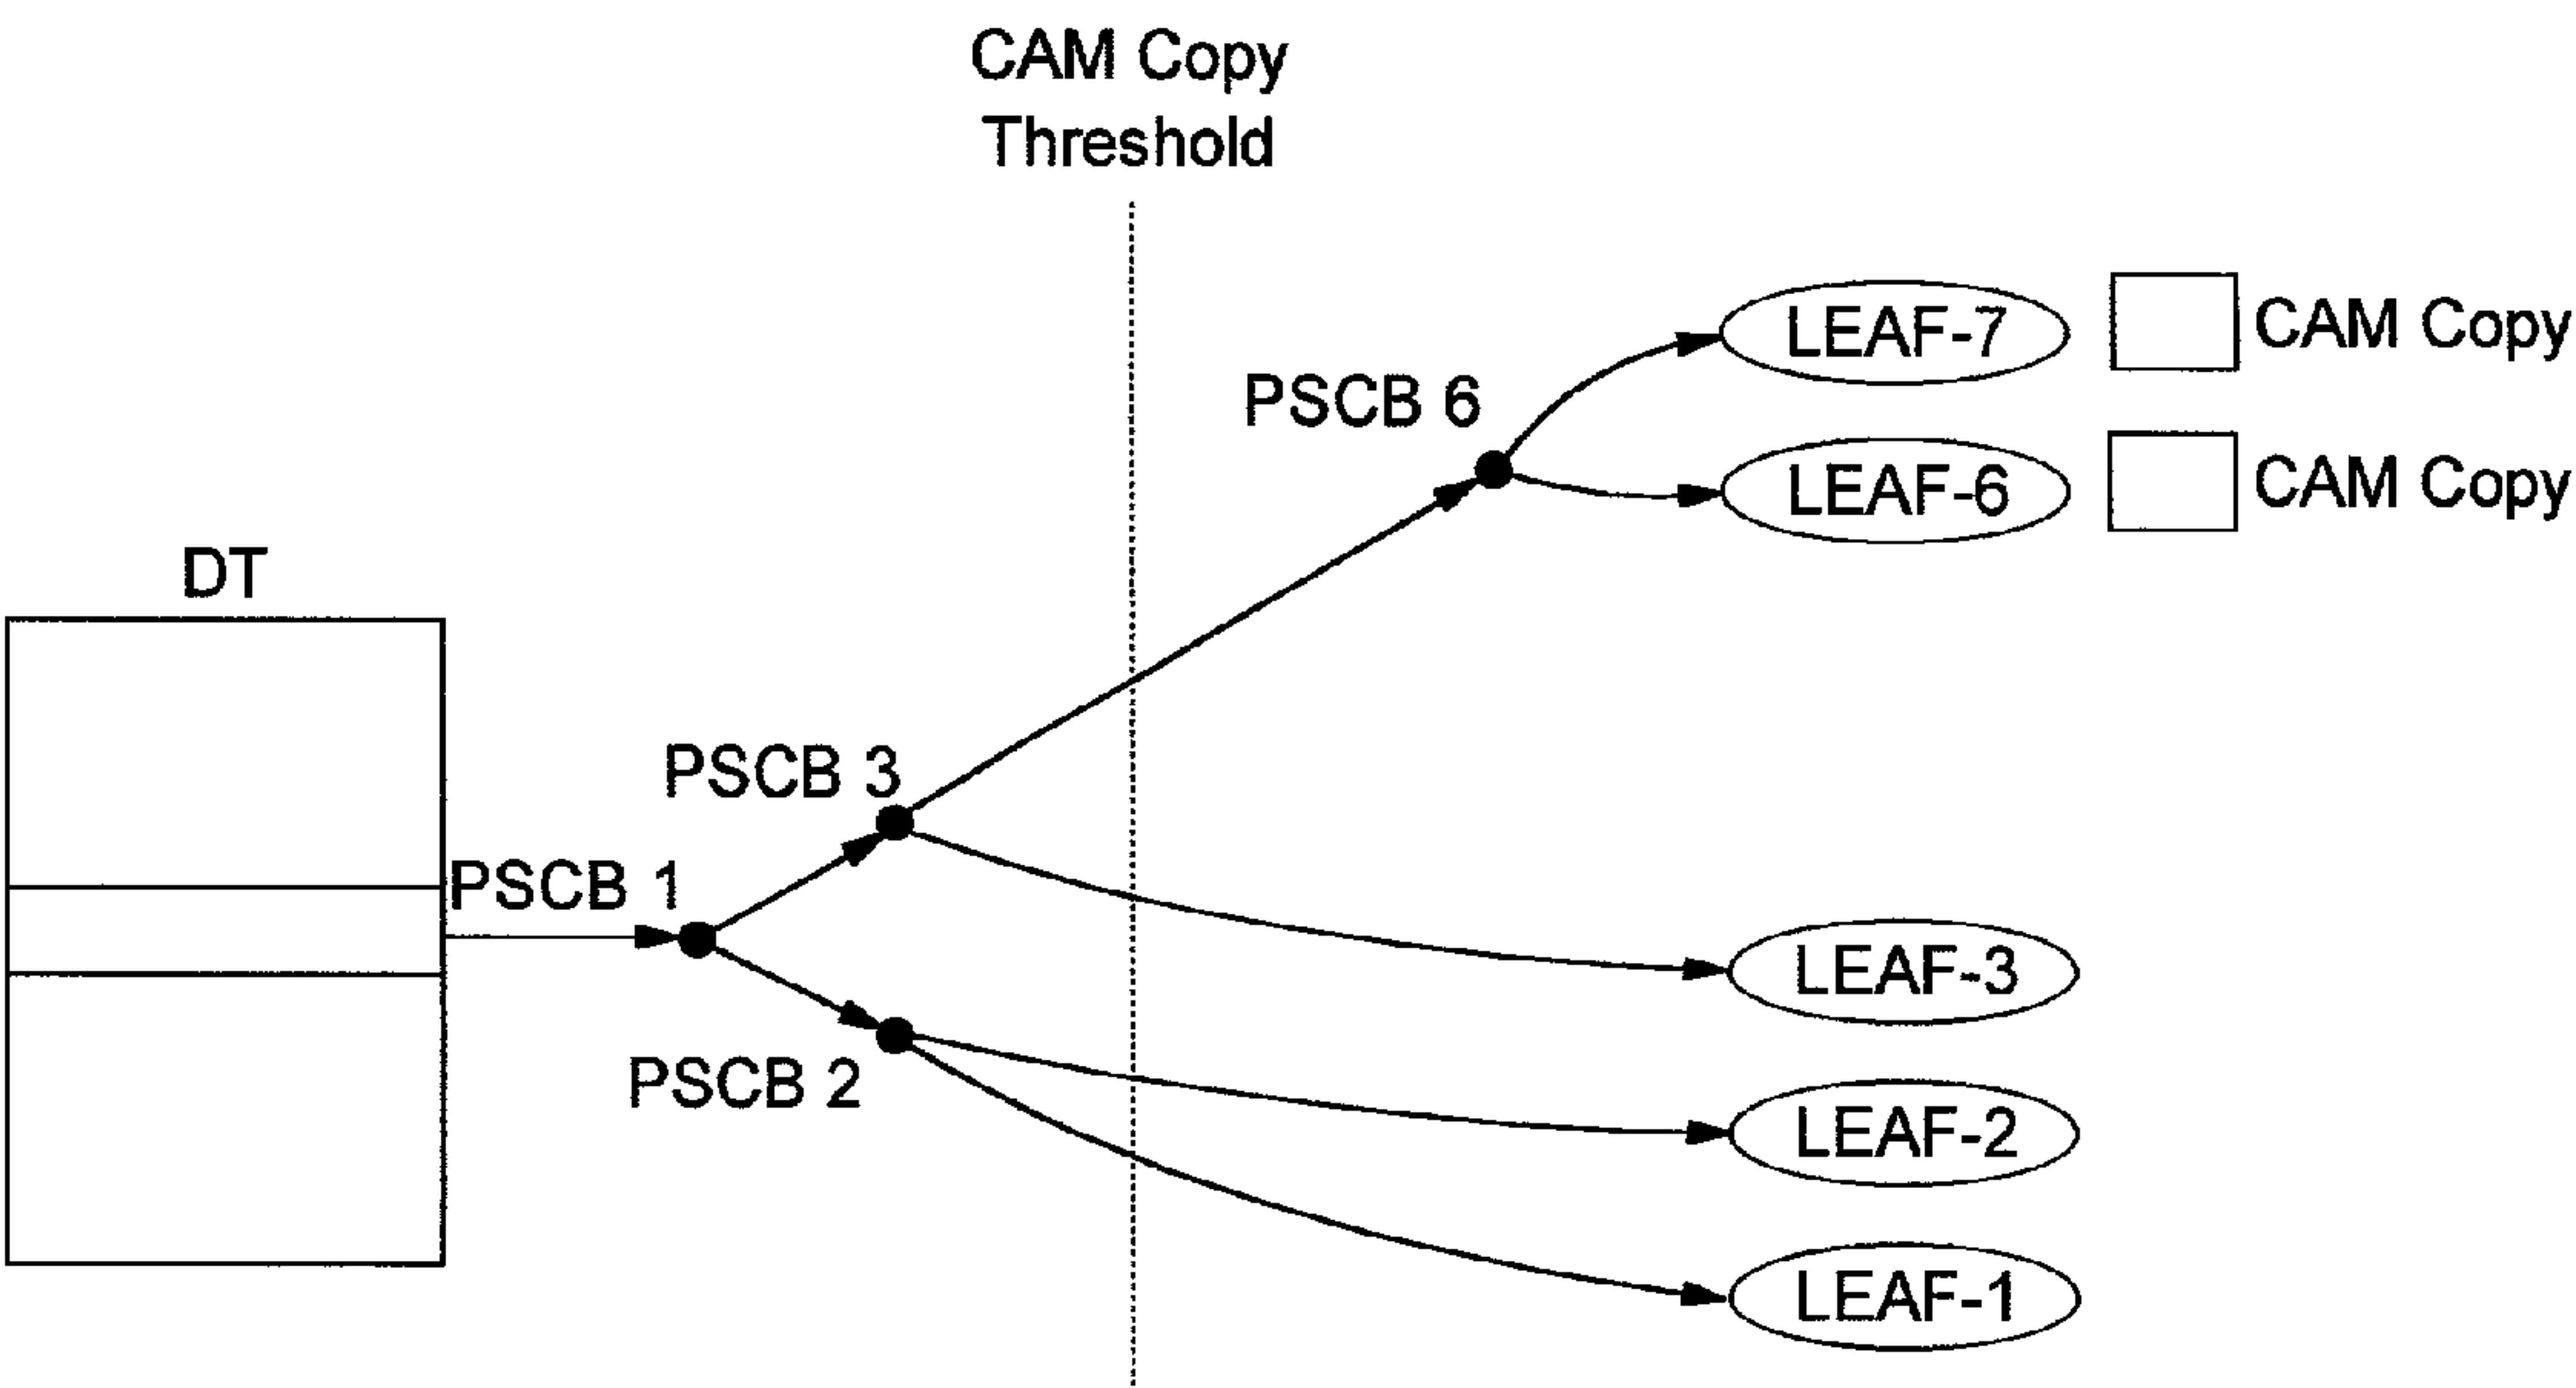 CAM Copy
Threshold
LEAF-7
CAM Copy
PSCB 6
LEAF-6
CAM Copy
DT
PSCB 3
PSCB 1
LEAF-3
PSCB 2
LEAF-2
LEAF-1